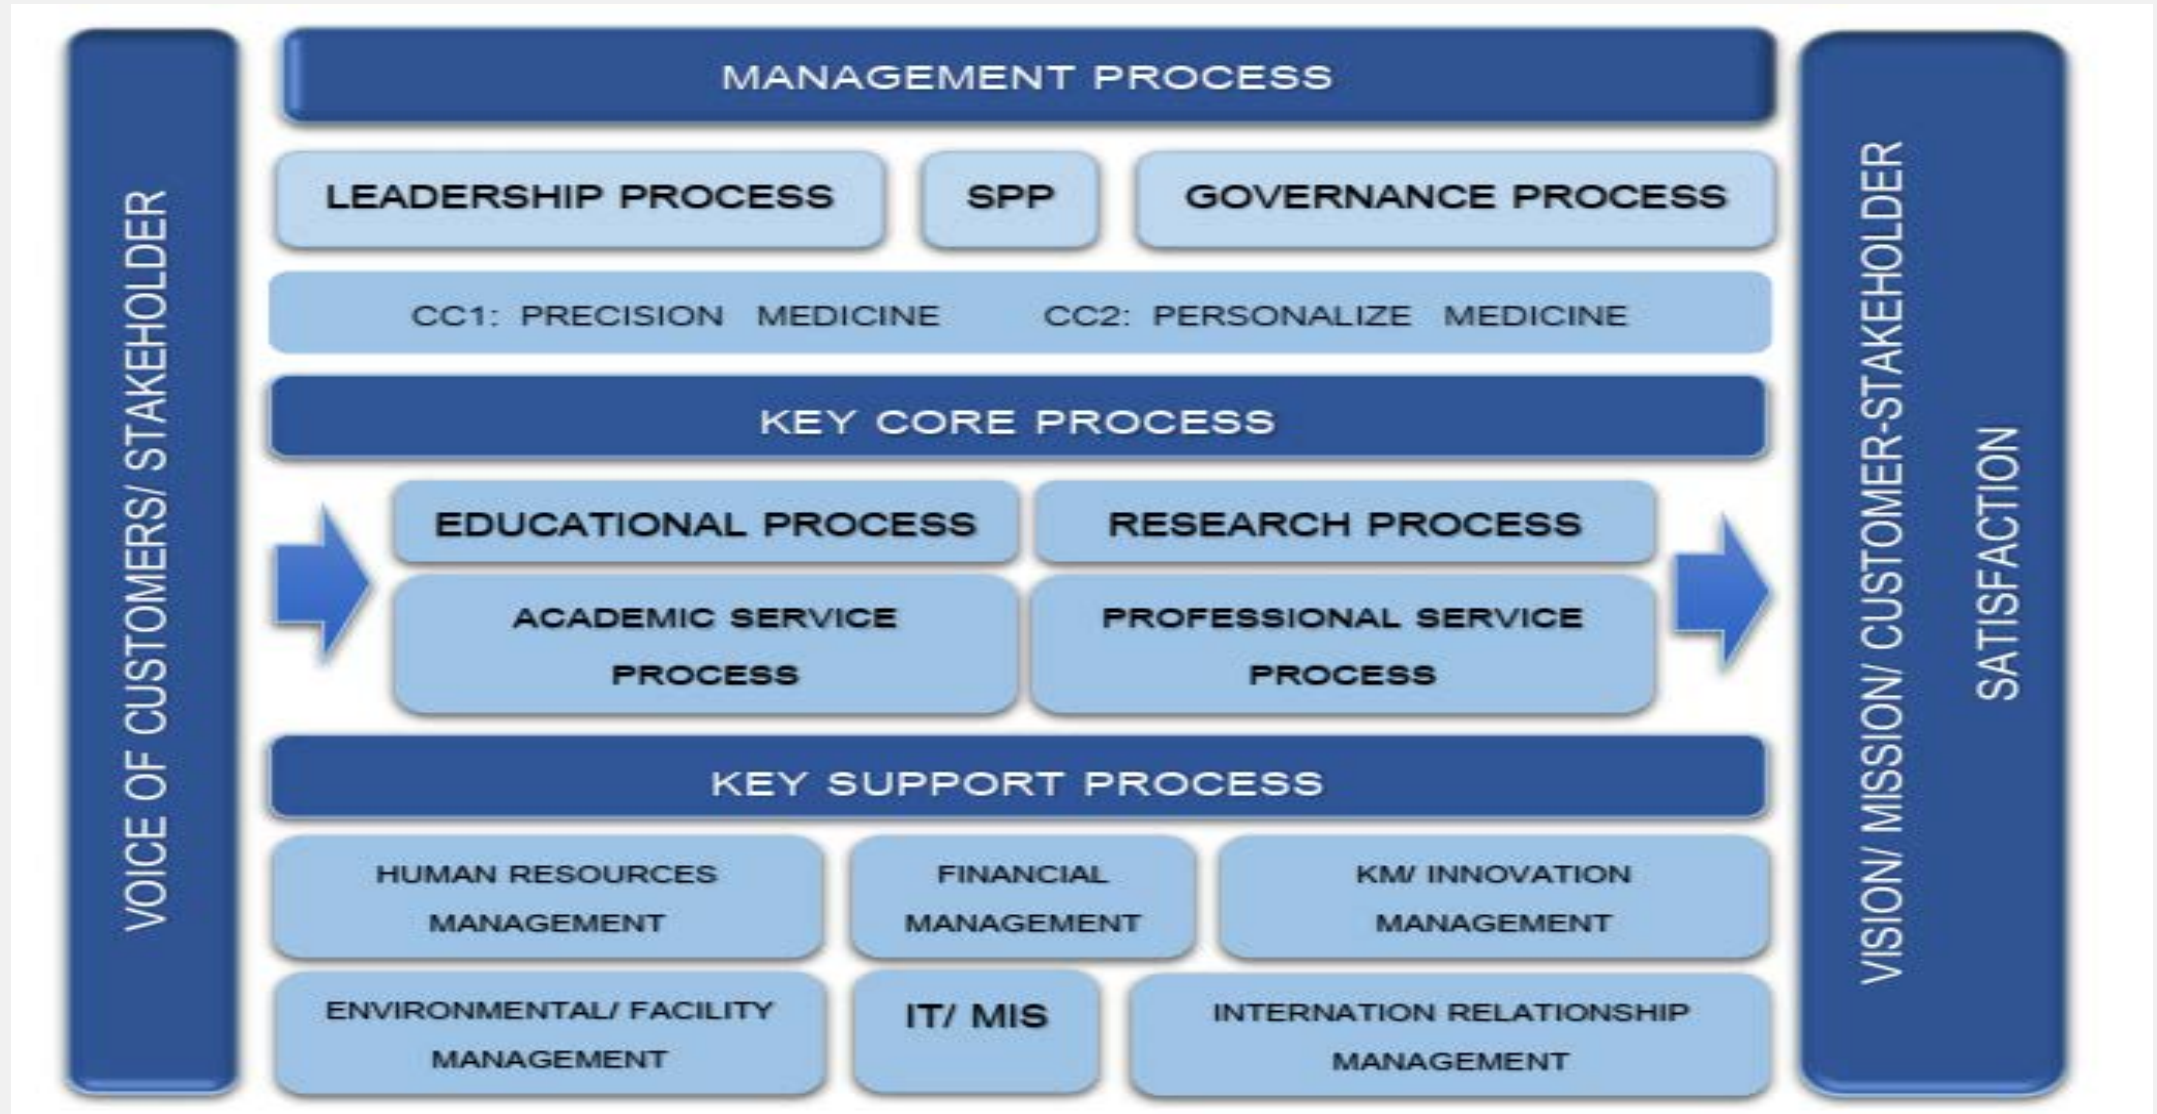 VOICE OF CUSTOMERS/ STAKEHOLDER
MANAGEMENT PROCESS
LEADERSHIP PROCESS
SPP
GOVERNANCE PROCESS
CC1: PRECISION MEDICINE CC2: PERSONALIZE MEDICINE
KEY CORE PROCESS
EDUCATIONAL PROCESS
RESEARCH PROCESS
ACADEMIC SERVICE
PROCESS
PROFESSIONAL SERVICE
PROCESS
KEY SUPPORT PROCESS
HUMAN RESOURCES
MANAGEMENT
FINANCIAL
MANAGEMENT
KM/ INNOVATION
MANAGEMENT
ENVIRONMENTAL/ FACILITY
MANAGEMENT
IT/ MIS
INTERNATION RELATIONSHIP
MANAGEMENT
VISION/ MISSION/ CUSTOMER-STAKEHOLDER
SATISFACTION